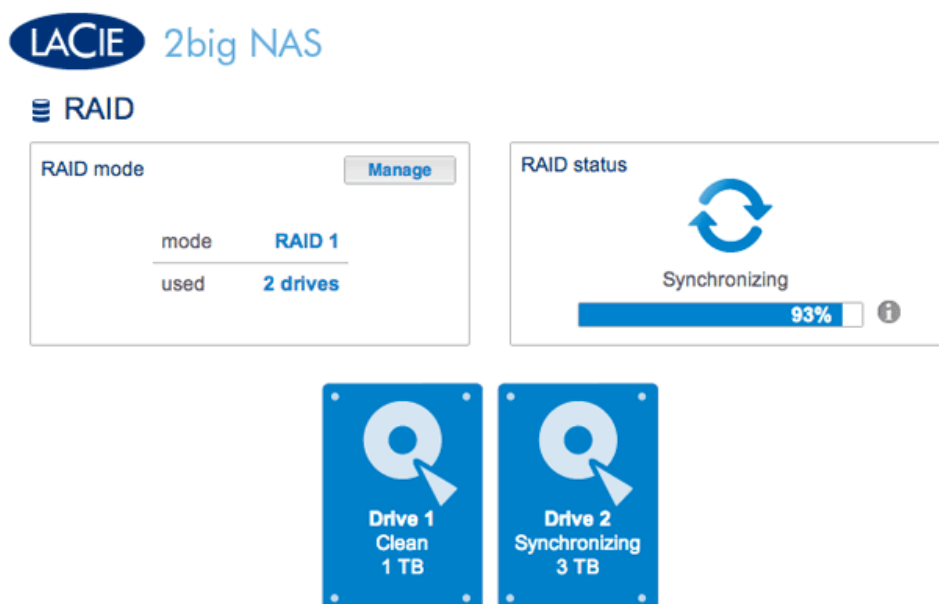 LACIE 2big NAS
RAID
RAID mode
Manage
mode RAID 1
used 2 drives
RAID status
Synchronizing
93%
Drive 1
Clean
1 TB
Drive 2
Synchronizing
3 TB